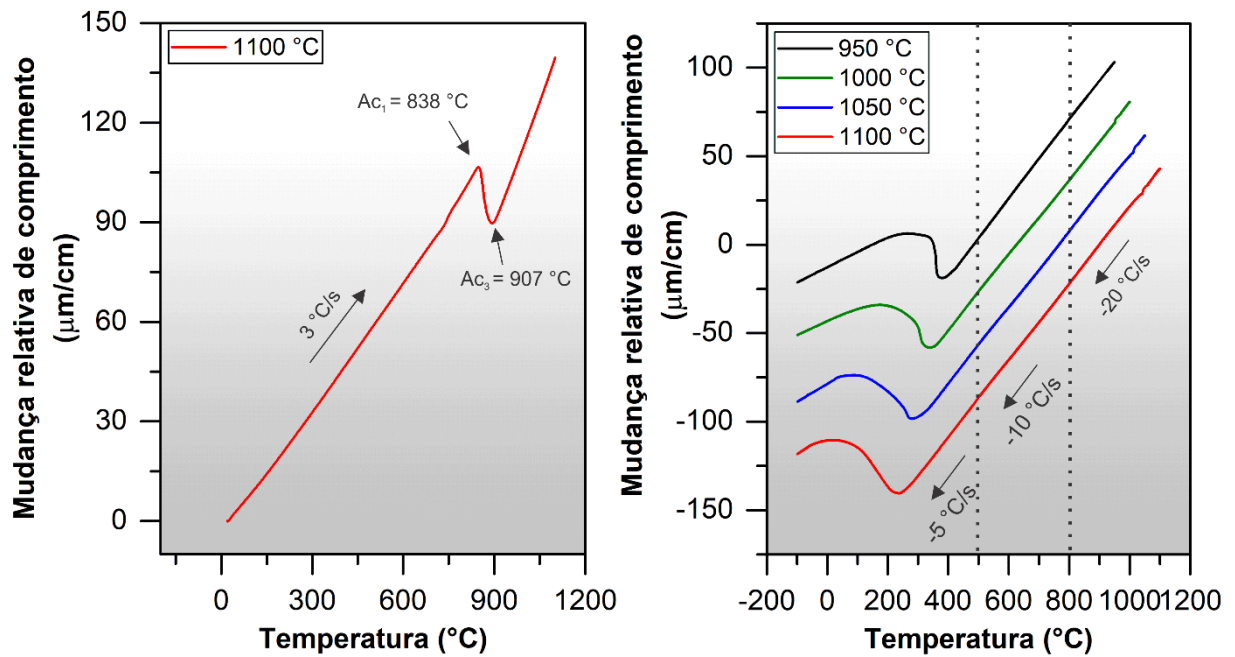 Mudança relativa de comprimento
(μm/cm)
150
120
90
60
30
0
1100 °C
Ac₁ = 838 °C
Ac₃ = 907 °C
3 °C/s
0 300 600 900 1200
Temperatura (°C)
Mudança relativa de comprimento
(μm/cm)
100
50
0
-50
-100
-150
950 °C
1000 °C
1050 °C
1100 °C
-20 °C/s
-10 °C/s
-5 °C/s
-200 0 200 400 600 800 1000 1200
Temperatura (°C)